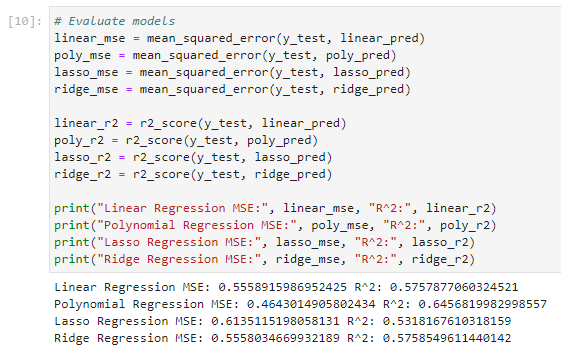 [10]: # Evaluate models
linear_mse = mean_squared_error(y_test, linear_pred)
poly_mse = mean_squared_error(y_test, poly_pred)
lasso_mse = mean_squared_error(y_test, lasso_pred)
ridge_mse = mean_squared_error(y_test, ridge_pred)

linear_r2 = r2_score(y_test, linear_pred)
poly_r2 = r2_score(y_test, poly_pred)
lasso_r2 = r2_score(y_test, lasso_pred)
ridge_r2 = r2_score(y_test, ridge_pred)

print("Linear Regression MSE:", linear_mse, "R^2:", linear_r2)
print("Polynomial Regression MSE:", poly_mse, "R^2:", poly_r2)
print("Lasso Regression MSE:", lasso_mse, "R^2:", lasso_r2)
print("Ridge Regression MSE:", ridge_mse, "R^2:", ridge_r2)

Linear Regression MSE: 0.5558915986952425 R^2: 0.5757877060324521
Polynomial Regression MSE: 0.4643014905802434 R^2: 0.6456819982998557
Lasso Regression MSE: 0.6135115198058131 R^2: 0.5318167610318159
Ridge Regression MSE: 0.5558034669932189 R^2: 0.5758549611440142